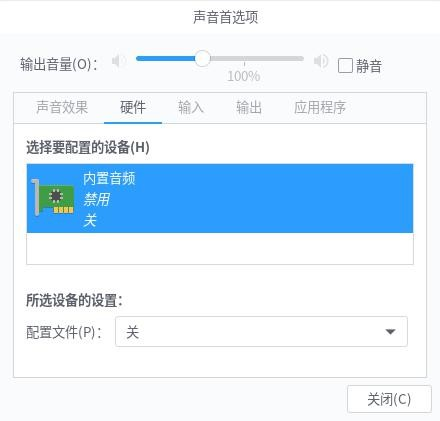 声音首选项
输出音量(O)：
100%
静音
声音效果 硬件 输入 输出 应用程序
选择要配置的设备(H)
内置音频
禁用
关
所选设备的设置：
配置文件(P)： 关
关闭(C)